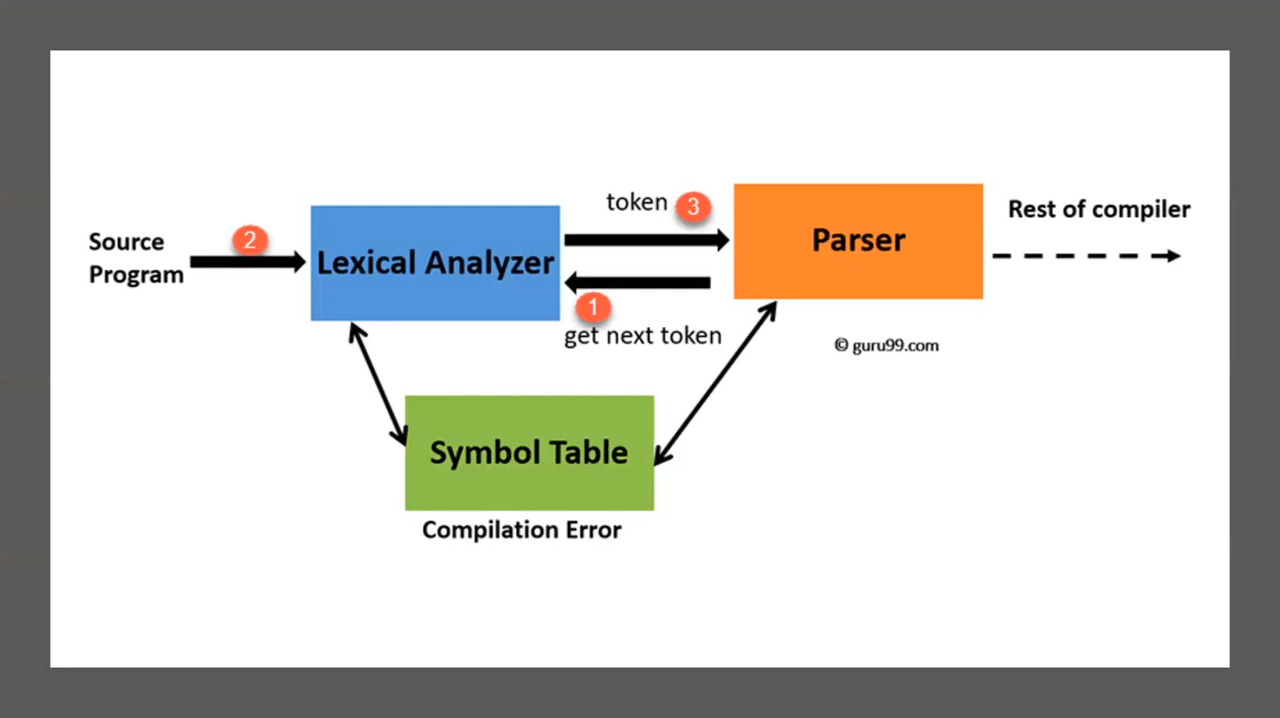 token 3
Rest of compiler
Source
Program
2
Lexical Analyzer
Parser
1
get next token
© guru99.com
Symbol Table
Compilation Error